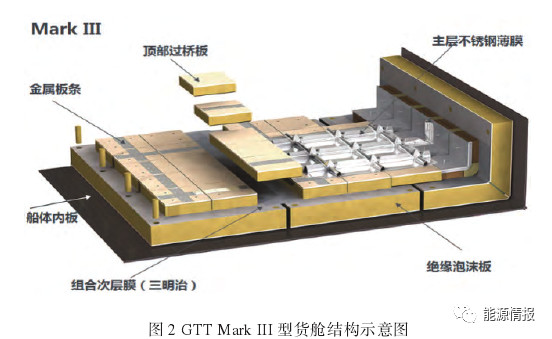 Mark III
顶部过桥板
主层不锈钢薄膜
金属板条
船体内板
组合次层膜（三明治）
绝缘泡沫板
能源情报
图 2 GTT Mark III 型货舱结构示意图